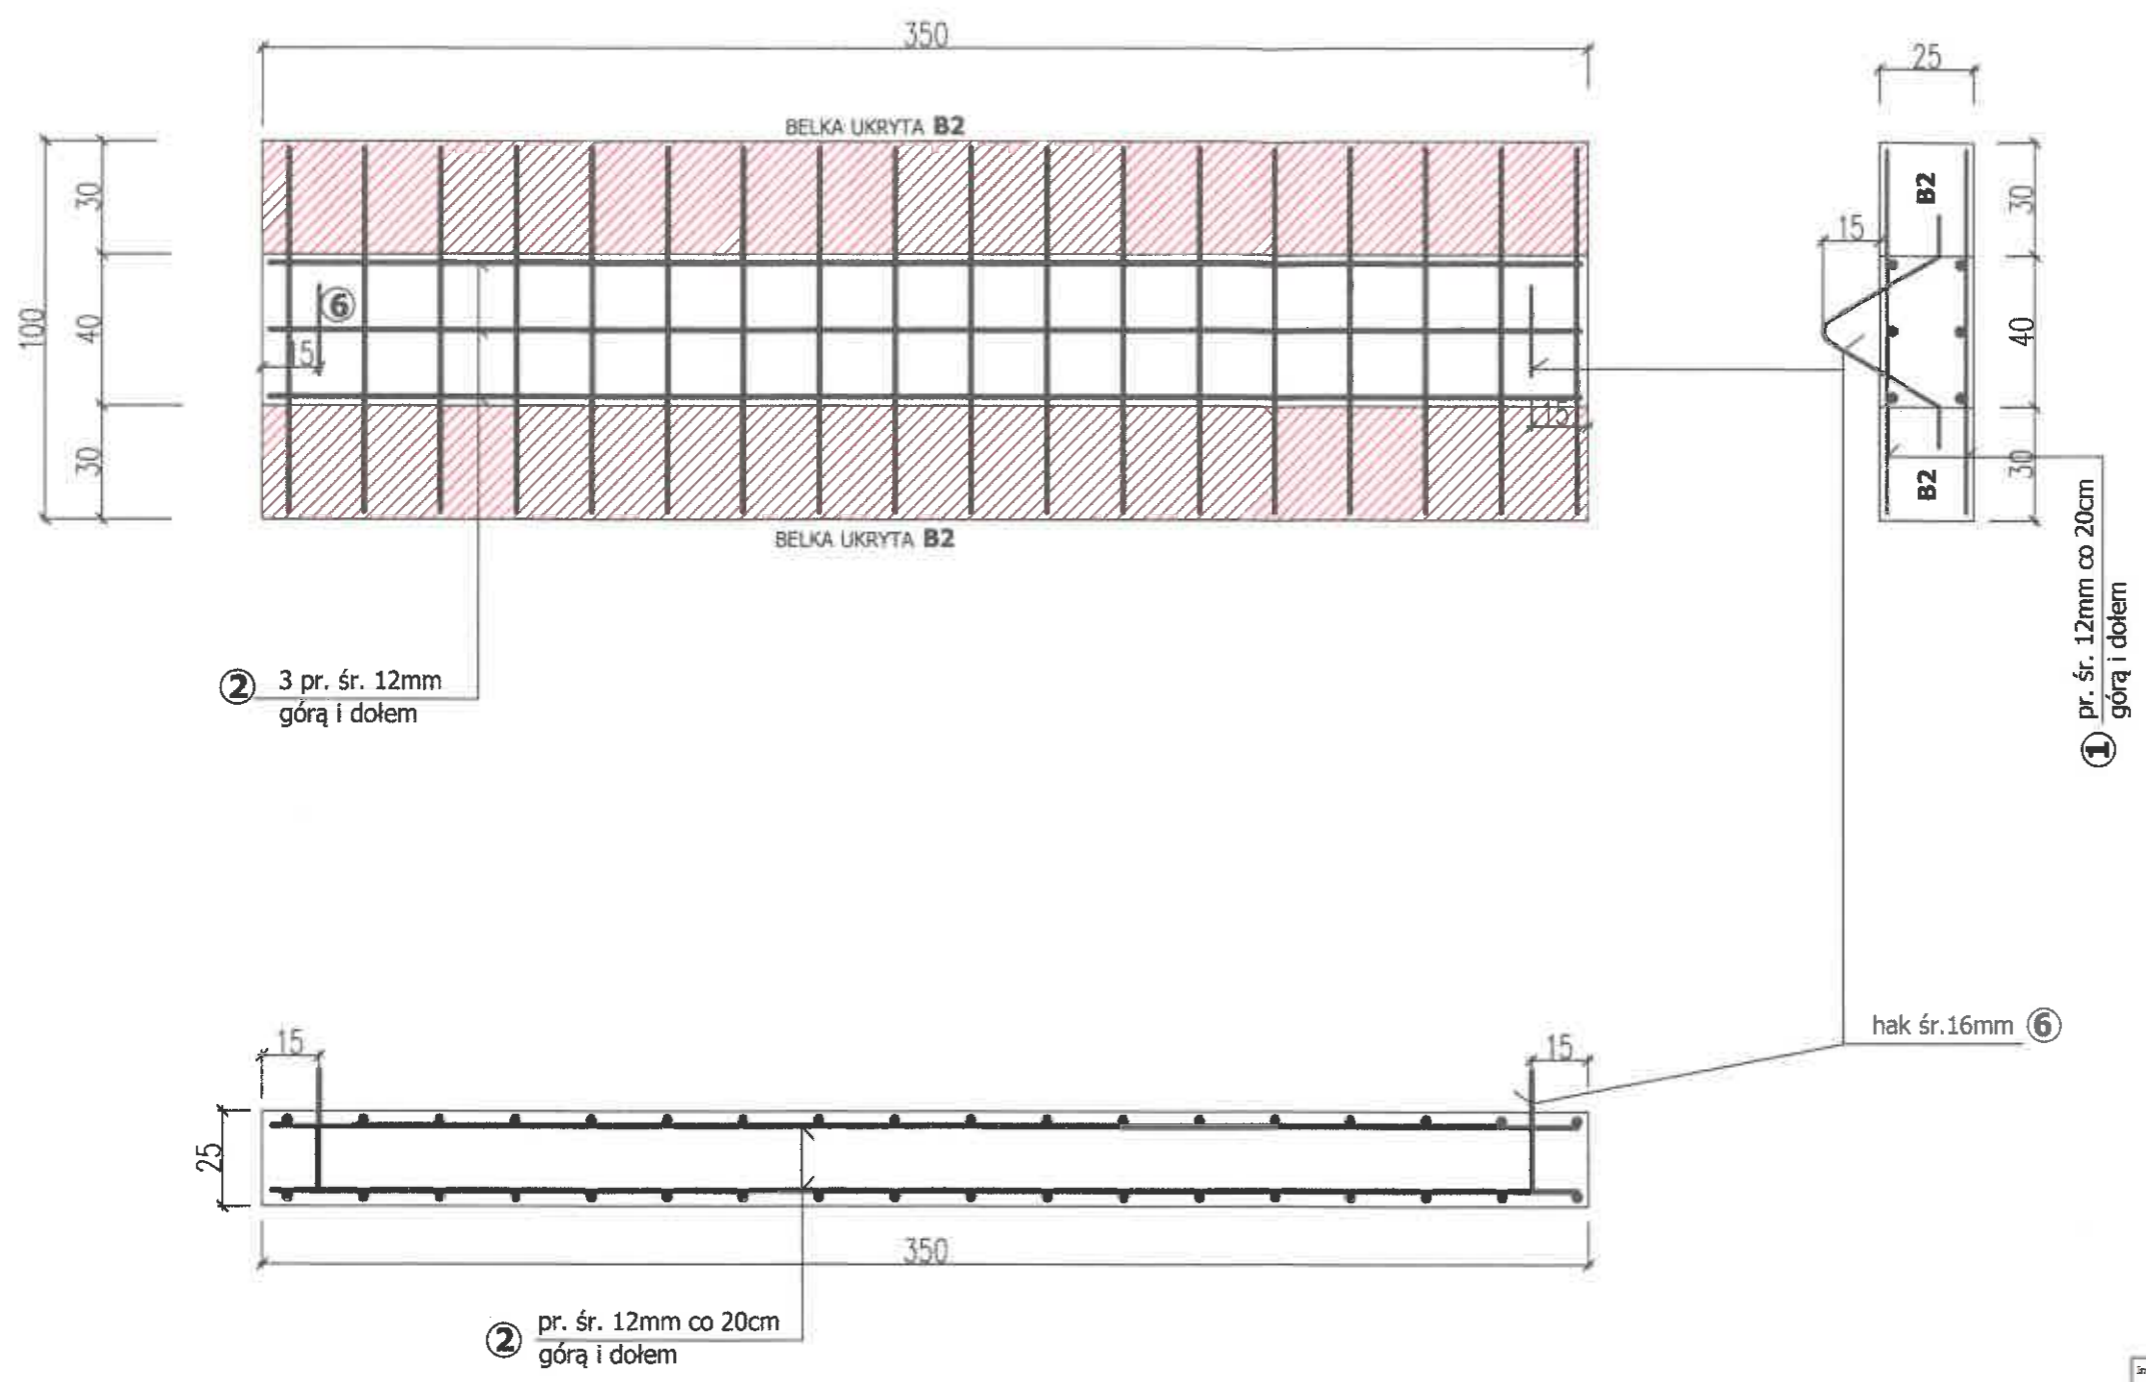 350
25
BELKA UKRYTA B2
30
40
30
100
15
6
15
BELKA UKRYTA B2
15
B2
B2
30
40
30
2 3 pr. śr. 12mm
górą i dołem
1 pr. śr. 12mm co 20cm
górą i dołem
hak śr.16mm 6
15
15
25
350
2 pr. śr. 12mm co 20cm
górą i dołem